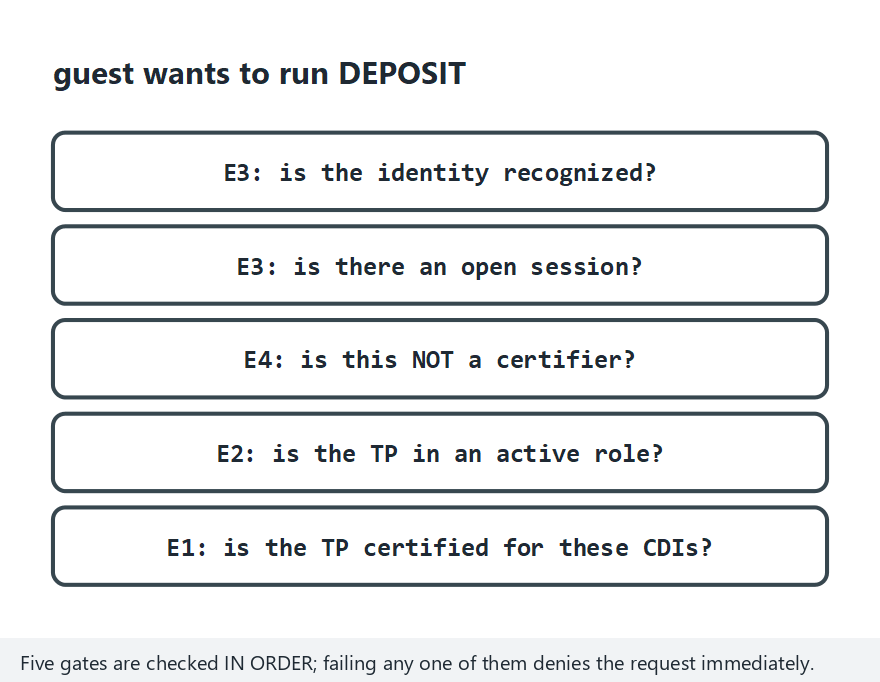 guest wants to run DEPOSIT
E3: is the identity recognized?
E3: is there an open session?
E4: is this NOT a certifier?
E2: is the TP in an active role?
E1: is the TP certified for these CDIs?
Five gates are checked IN ORDER; failing any one of them denies the request immediately.